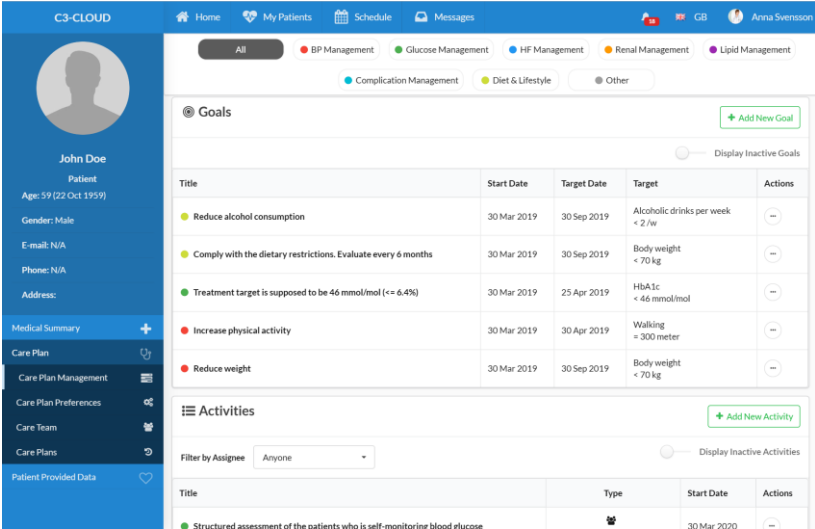 C3-CLOUD
Home My Patients Schedule Messages 58 GB Anna Svensson
All BP Management Glucose Management HF Management Renal Management Lipid Management
Complication Management Diet & Lifestyle Other
John Doe
Patient
Age: 59 (22 Oct 1959)
Gender: Male
E-mail: N/A
Phone: N/A
Address:
Medical Summary
Care Plan
Care Plan Management
Care Plan Preferences
Care Team
Care Plans
Patient Provided Data
Goals
+ Add New Goal
Display Inactive Goals
Title Start Date Target Date Target Actions
Reduce alcohol consumption 30 Mar 2019 30 Sep 2019 Alcoholic drinks per week
< 2 /w
Comply with the dietary restrictions. Evaluate every 6 months 30 Mar 2019 30 Sep 2019 Body weight
< 70 kg
Treatment target is supposed to be 46 mmol/mol (<= 6.4%) 30 Mar 2019 25 Apr 2019 HbA1c
< 46 mmol/mol
Increase physical activity 30 Mar 2019 30 Apr 2019 Walking
= 300 meter
Reduce weight 30 Mar 2019 30 Sep 2019 Body weight
< 70 kg
Activities
+ Add New Activity
Filter by Assignee Anyone Display Inactive Activities
Title Type Start Date Actions
Structured assessment of the patients who is self-monitoring blood glucose 30 Mar 2020